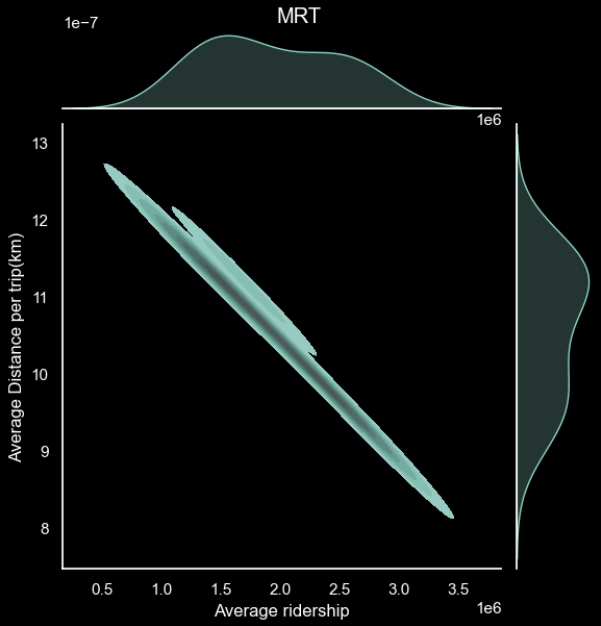 MRT
1e−7
1e6
13
12
11
10
9
8
Average Distance per trip(km)
0.5 1.0 1.5 2.0 2.5 3.0 3.5
Average ridership
1e6